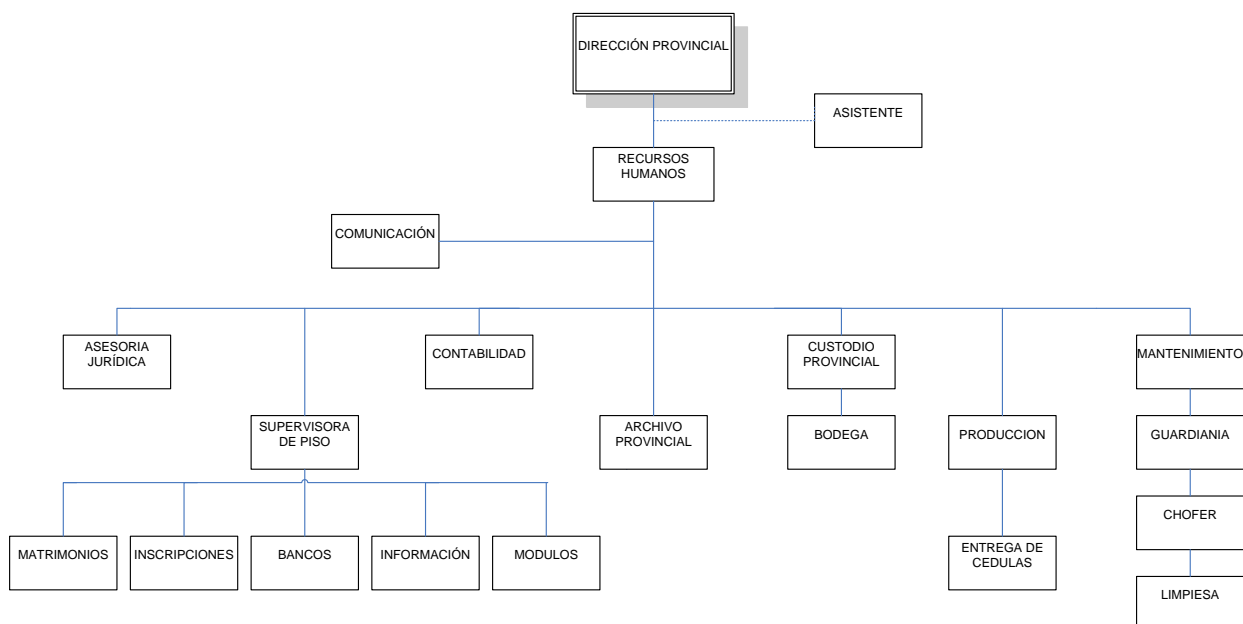 DIRECCIÓN PROVINCIAL
ASISTENTE
RECURSOS
HUMANOS
COMUNICACIÓN
ASESORIA
JURÍDICA
CONTABILIDAD
CUSTODIO
PROVINCIAL
MANTENIMIENTO
SUPERVISORA
DE PISO
ARCHIVO
PROVINCIAL
BODEGA
PRODUCCION
GUARDIANIA
CHOFER
MATRIMONIOS
INSCRIPCIONES
BANCOS
INFORMACIÓN
MODULOS
ENTREGA DE
CEDULAS
LIMPIESA